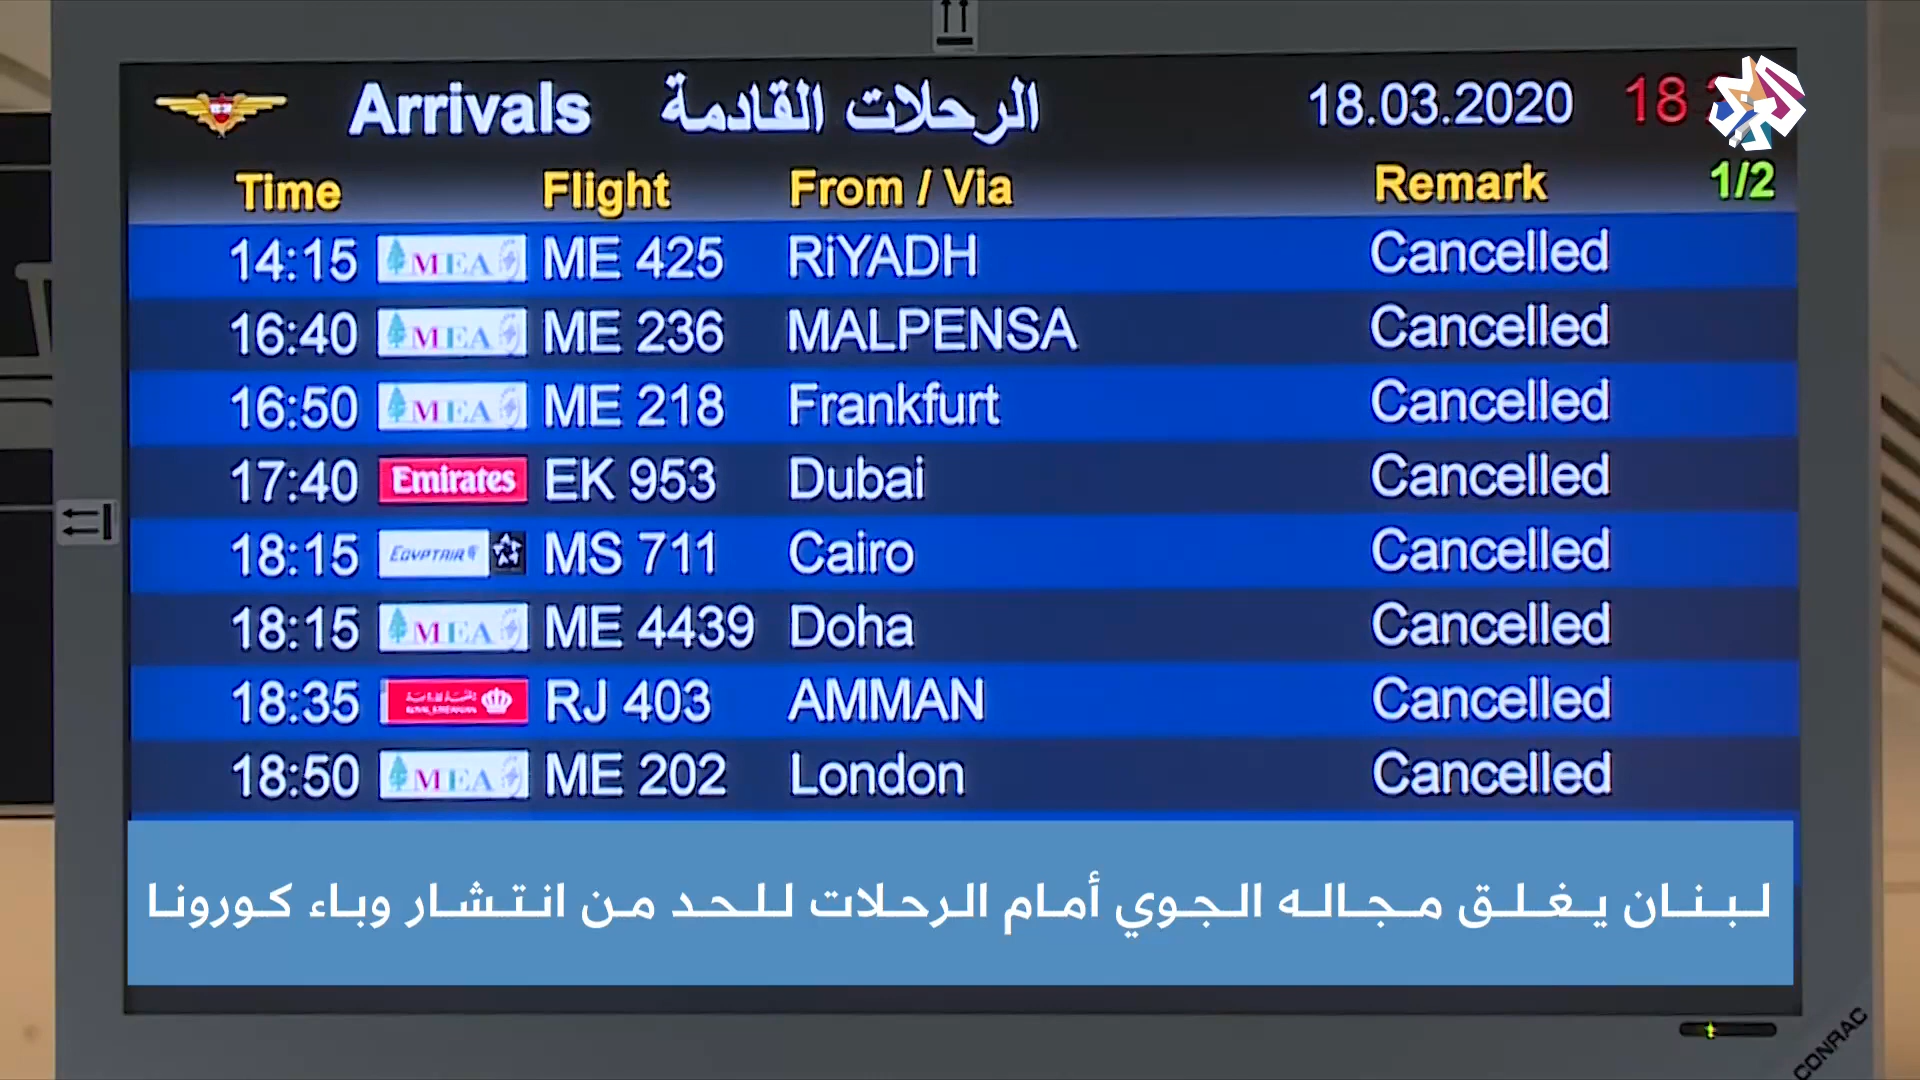 Arrivals الرحلات القادمة 18.03.2020 18
Time Flight From / Via Remark 1/2
14:15 MEA ME 425 RiYADH Cancelled
16:40 MEA ME 236 MALPENSA Cancelled
16:50 MEA ME 218 Frankfurt Cancelled
17:40 Emirates EK 953 Dubai Cancelled
18:15 EGYPTAIR MS 711 Cairo Cancelled
18:15 MEA ME 4439 Doha Cancelled
18:35 RJ 403 AMMAN Cancelled
18:50 MEA ME 202 London Cancelled
لبنان يغلق مجاله الجوي أمام الرحلات للحد من انتشار وباء كورونا
CONRAC